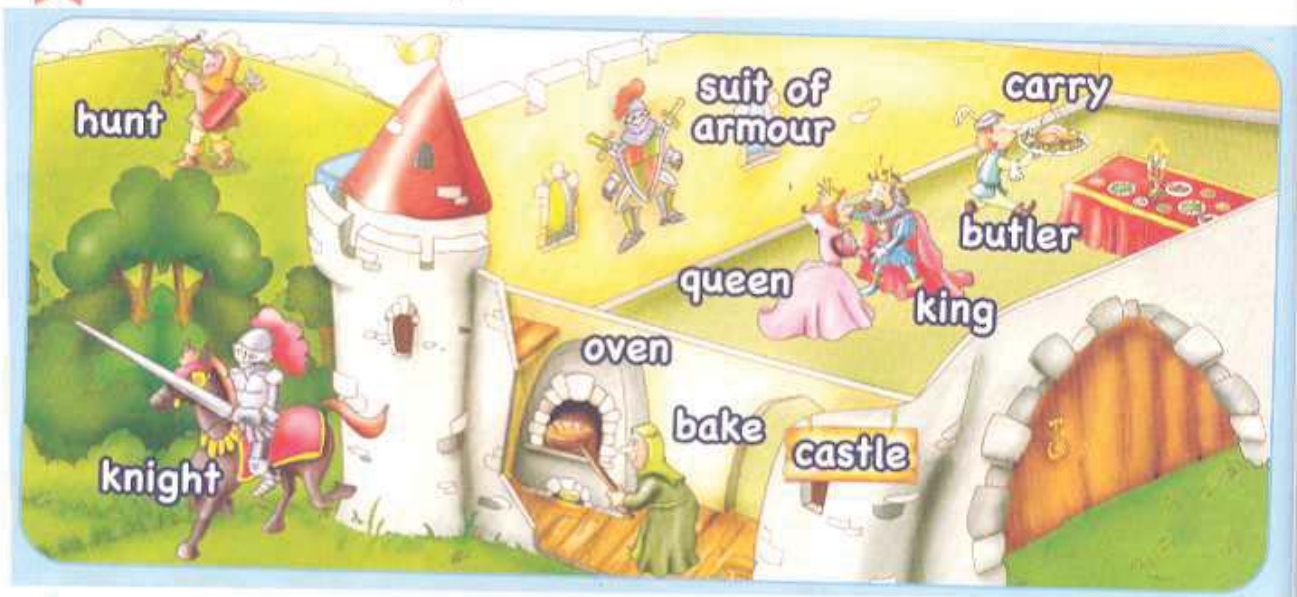 hunt
suit of
armour
carry
butler
queen
king
oven
bake
castle
knight